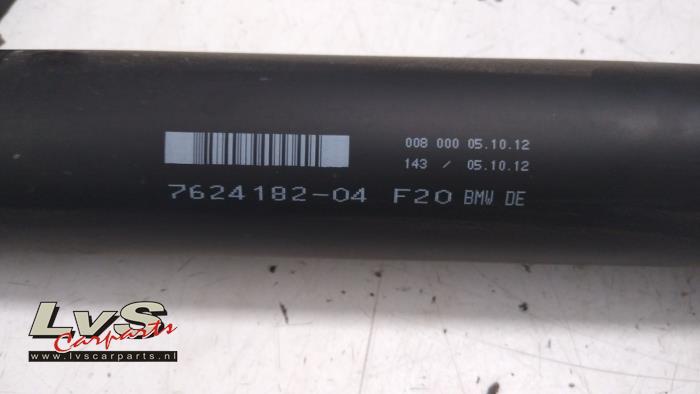 008 000 05.10.12
143 / 05.10.12
7624182-04 F20 BMW DE
LvS
Carparts
www.lvscarparts.nl